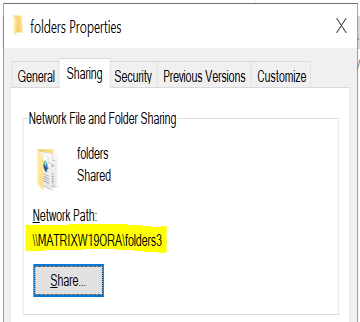 folders Properties
General Sharing Security Previous Versions Customize
Network File and Folder Sharing
folders
Shared
Network Path:
\\MATRIXW19ORA\folders3
Share...